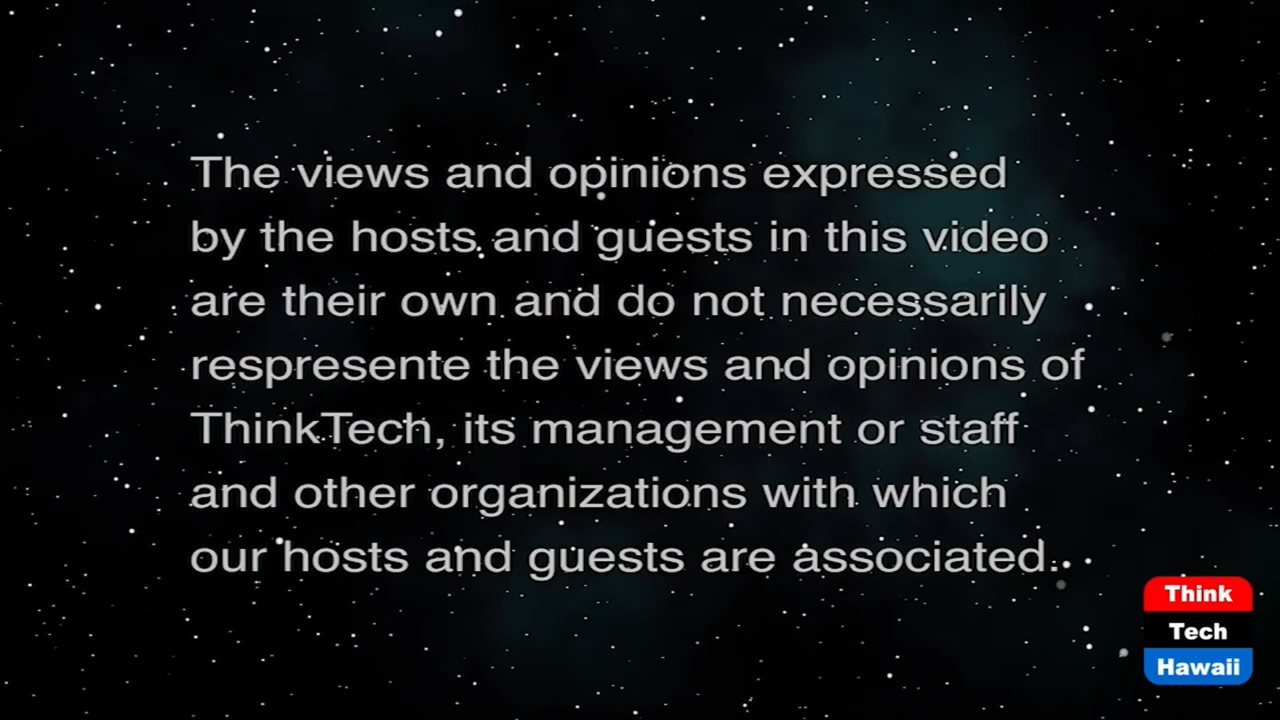 The views and opinions expressed
by the hosts and guests in this video
are their own and do not necessarily
respresente the views and opinions of
ThinkTech, its management or staff
and other organizations with which
our hosts and guests are associated.
Think
Tech
Hawaii